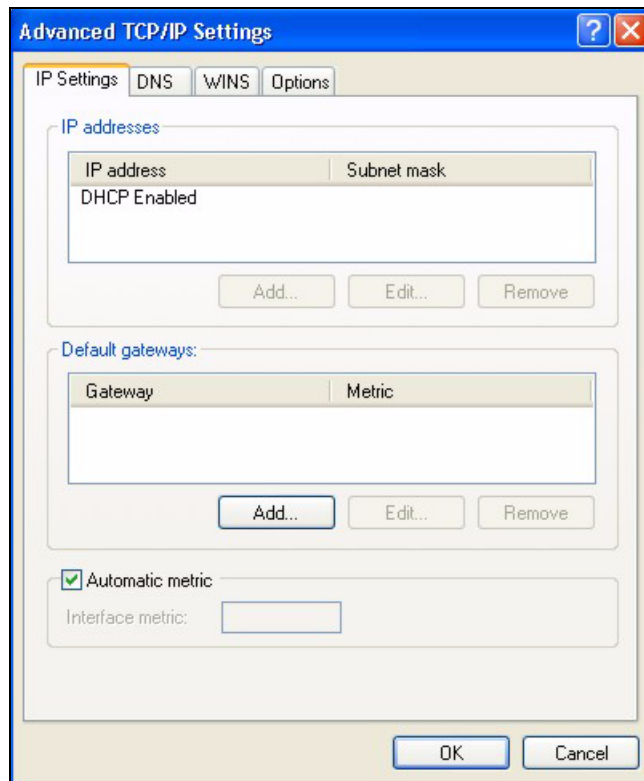 Advanced TCP/IP Settings
IP Settings DNS WINS Options
IP addresses
IP address Subnet mask
DHCP Enabled
Add... Edit... Remove
Default gateways:
Gateway Metric
Add... Edit... Remove
Automatic metric
Interface metric:
OK Cancel